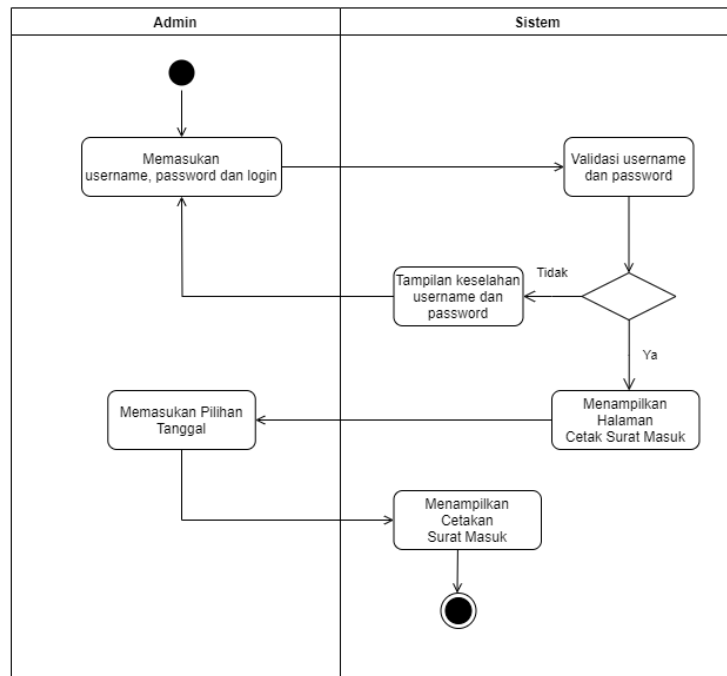 Admin
Sistem
Memasukan
username, password dan login
Validasi username
dan password
Tidak
Tampilan keselahan
username dan
password
Ya
Menampilkan
Halaman
Cetak Surat Masuk
Memasukan Pilihan
Tanggal
Menampilkan
Cetakan
Surat Masuk